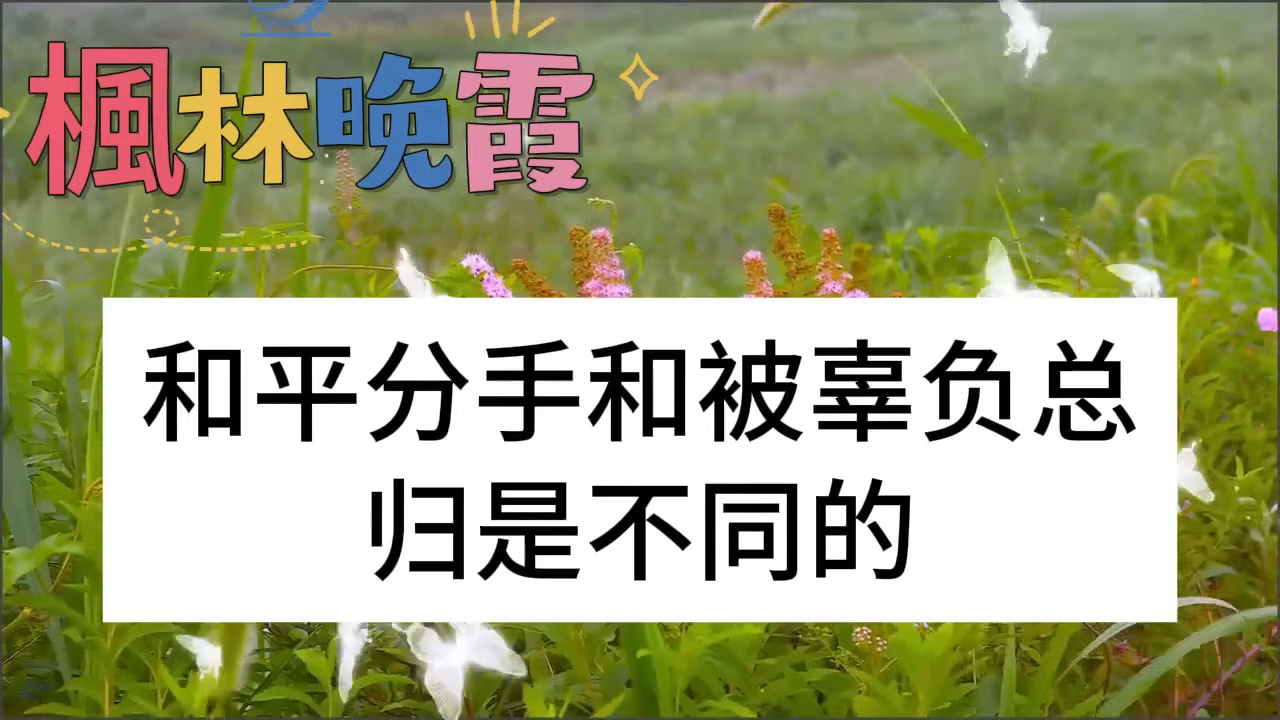 楓林晚霞
和平分手和被辜负总
归是不同的